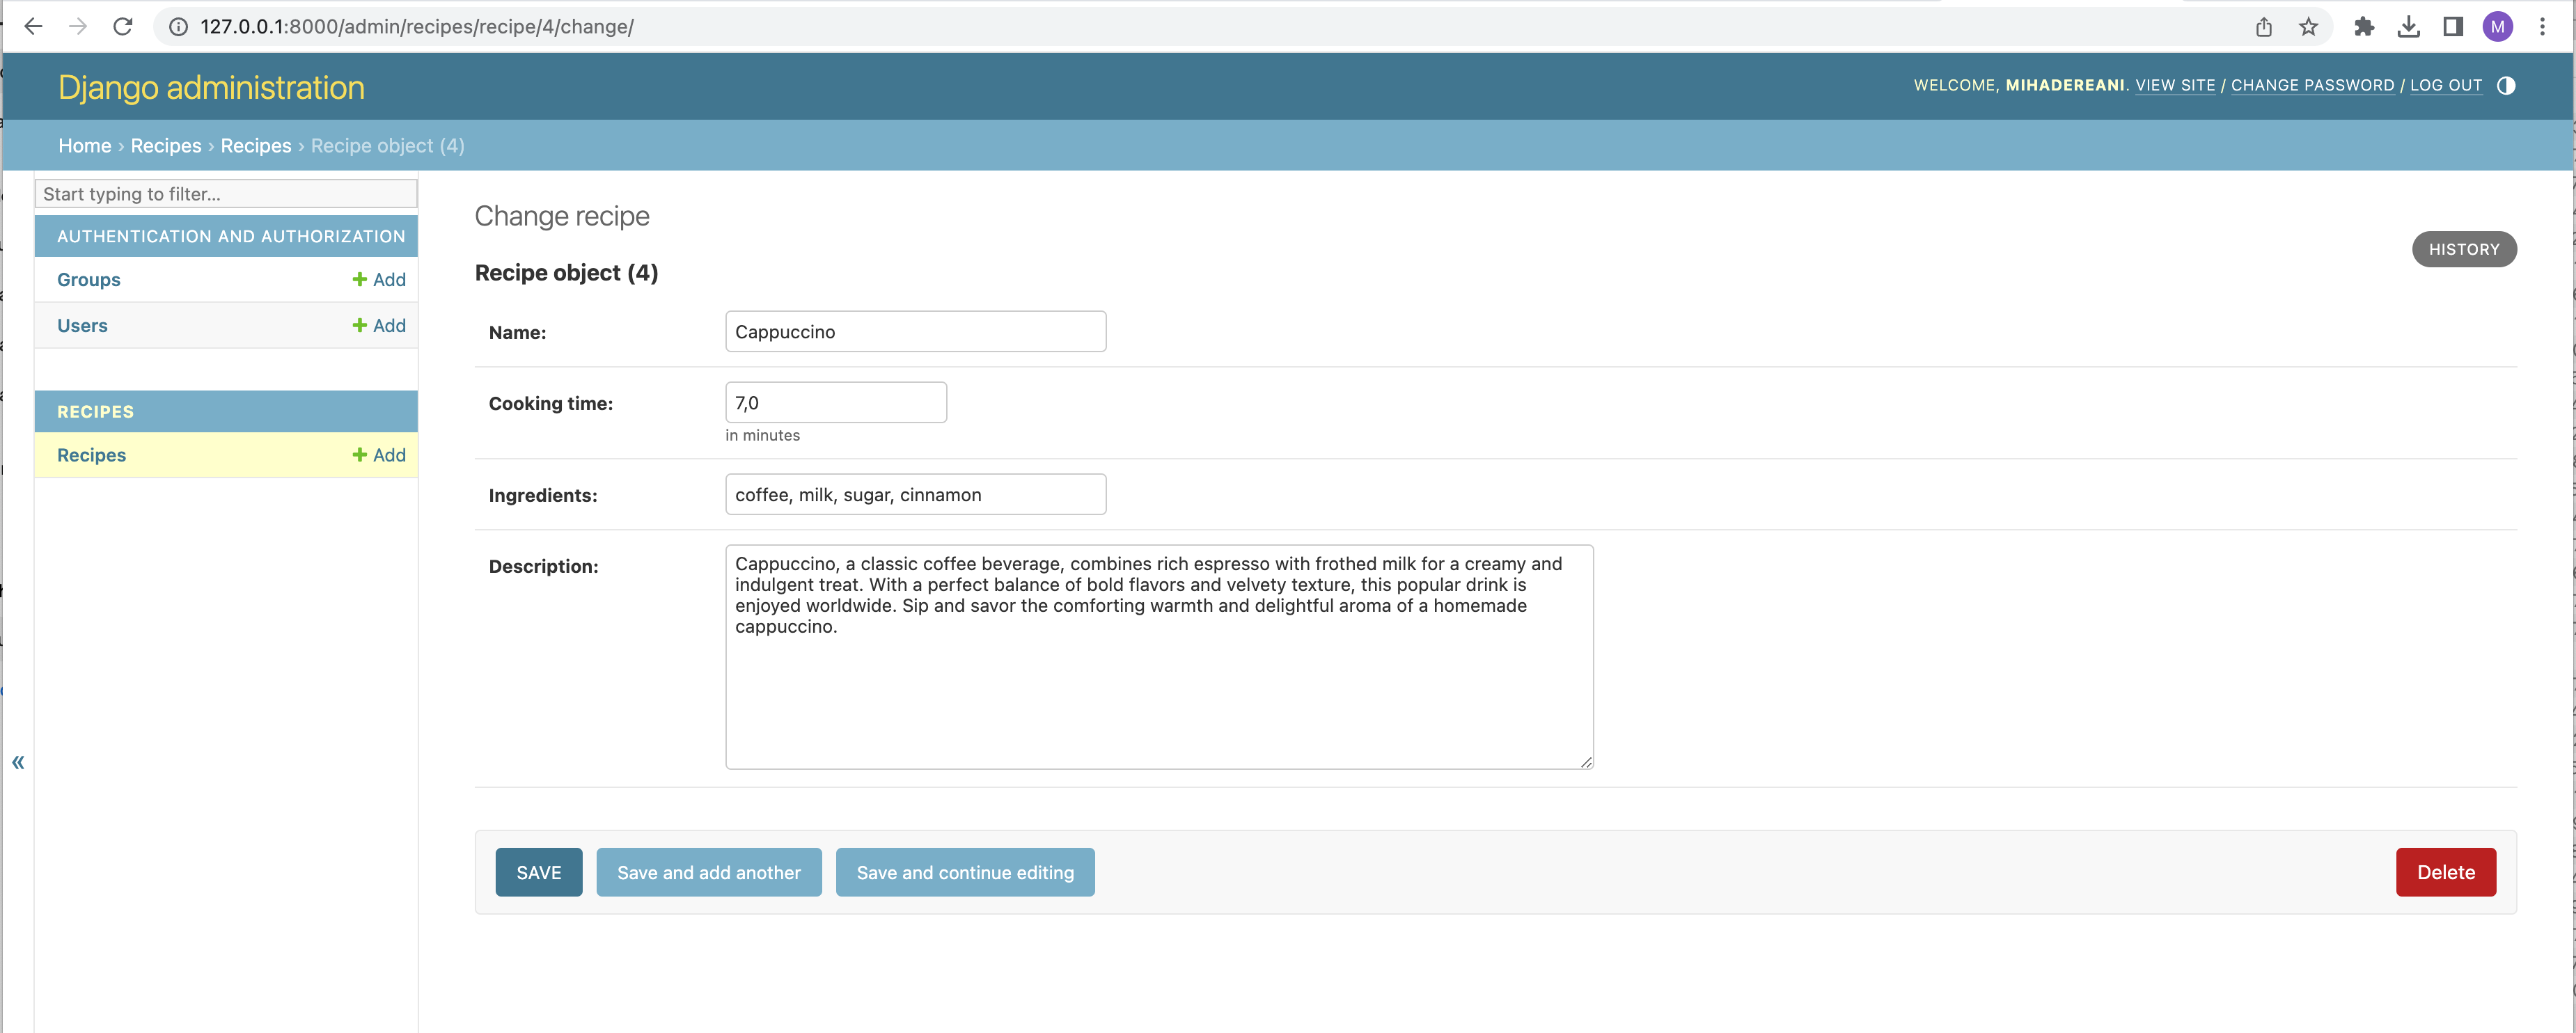 127.0.0.1:8000/admin/recipes/recipe/4/change/
M
Django administration
WELCOME, MIHADEREANI. VIEW SITE / CHANGE PASSWORD / LOG OUT
Home › Recipes › Recipes › Recipe object (4)
Start typing to filter...
AUTHENTICATION AND AUTHORIZATION
Groups + Add
Users + Add
RECIPES
Recipes + Add
«
Change recipe
HISTORY
Recipe object (4)
Name: Cappuccino
Cooking time: 7,0
in minutes
Ingredients: coffee, milk, sugar, cinnamon
Description: Cappuccino, a classic coffee beverage, combines rich espresso with frothed milk for a creamy and
indulgent treat. With a perfect balance of bold flavors and velvety texture, this popular drink is
enjoyed worldwide. Sip and savor the comforting warmth and delightful aroma of a homemade
cappuccino.
SAVE Save and add another Save and continue editing Delete